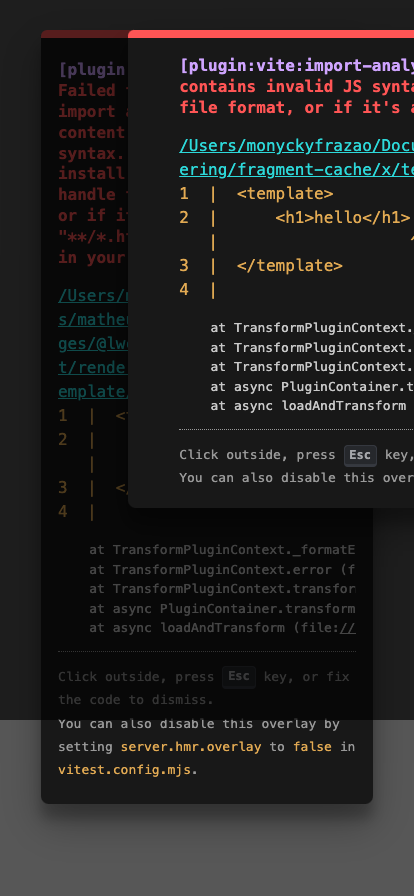 [plugin
Failed
import
content
syntax.
install
handle
or if i
"**/*.h
in your
/Users/
s/mathe
ges/@lw
t/rende
emplate
1 | <
2 |
|
3 | </
4 |
at TransformPluginContext._formatE
at TransformPluginContext.error (f
at TransformPluginContext.transfor
at async PluginContainer.transform
at async loadAndTransform (file://
Click outside, press Esc key, or fix
the code to dismiss.
You can also disable this overlay by
setting server.hmr.overlay to false in
vitest.config.mjs.
[plugin:vite:import-analy
contains invalid JS synta
file format, or if it's a
/Users/monyckyfrazao/Docu
ering/fragment-cache/x/te
1 | <template>
2 | <h1>hello</h1>
| ^
3 | </template>
4 |
at TransformPluginContext.
at TransformPluginContext.
at TransformPluginContext.
at async PluginContainer.t
at async loadAndTransform
Click outside, press Esc key,
You can also disable this over